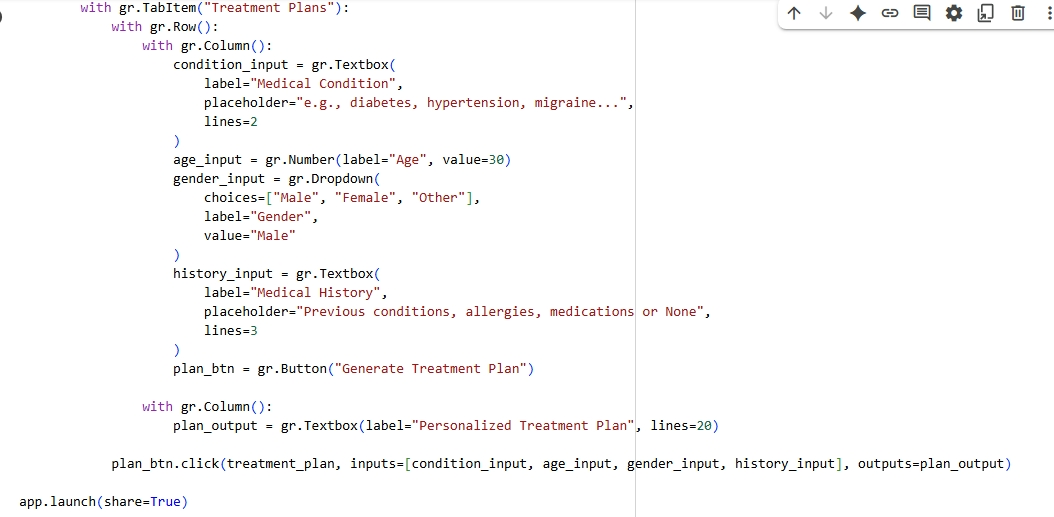 with gr.TabItem("Treatment Plans"):
with gr.Row():
with gr.Column():
condition_input = gr.Textbox(
label="Medical Condition",
placeholder="e.g., diabetes, hypertension, migraine...",
lines=2
)
age_input = gr.Number(label="Age", value=30)
gender_input = gr.Dropdown(
choices=["Male", "Female", "Other"],
label="Gender",
value="Male"
)
history_input = gr.Textbox(
label="Medical History",
placeholder="Previous conditions, allergies, medications or None",
lines=3
)
plan_btn = gr.Button("Generate Treatment Plan")
with gr.Column():
plan_output = gr.Textbox(label="Personalized Treatment Plan", lines=20)
plan_btn.click(treatment_plan, inputs=[condition_input, age_input, gender_input, history_input], outputs=plan_output)
app.launch(share=True)